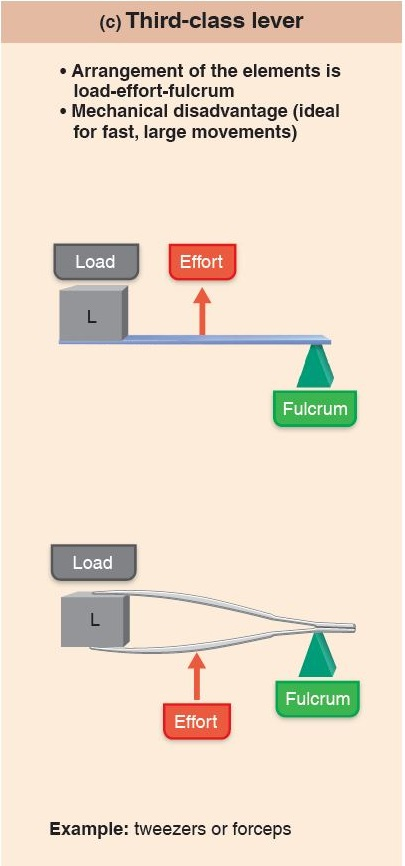 (c) Third-class lever
• Arrangement of the elements is
load-effort-fulcrum
• Mechanical disadvantage (ideal
for fast, large movements)
Load
Effort
L
Fulcrum
Load
L
Fulcrum
Effort
Example: tweezers or forceps